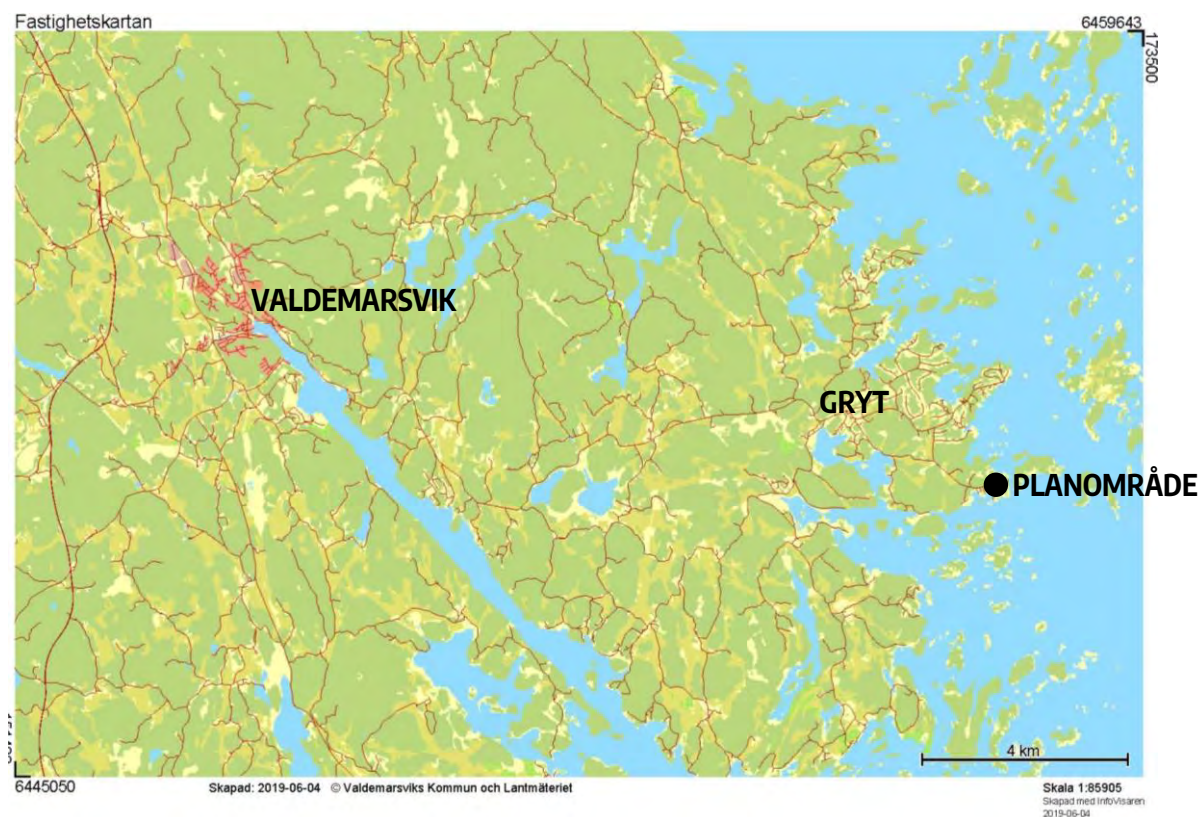 Fastighetskartan
6459643
173500
VALDEMARSVIK
GRYT
PLANOMRÅDE
4 km
6445050
Skapad: 2019-06-04 © Valdemarsviks Kommun och Lantmäteriet
Skala 1:85905
Skapad med InfoVisaren
2019-06-04